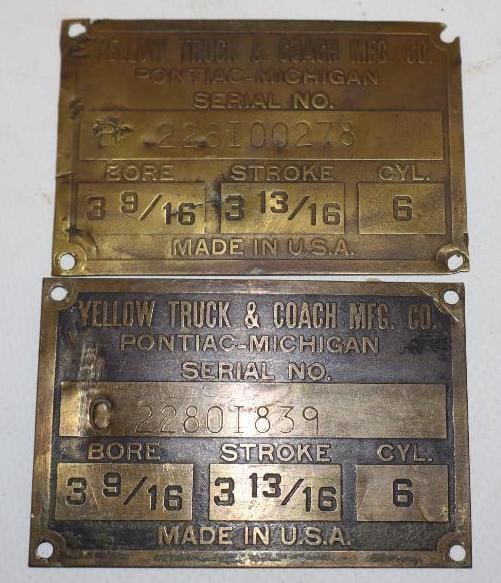 YELLOW TRUCK & COACH MFG. CO.
PONTIAC-MICHIGAN
SERIAL NO.
228100278
BORE STROKE CYL.
3 9/16 3 13/16 6
MADE IN U.S.A.
YELLOW TRUCK & COACH MFG. CO.
PONTIAC-MICHIGAN
SERIAL NO.
C 22801839
BORE STROKE CYL.
3 9/16 3 13/16 6
MADE IN U.S.A.